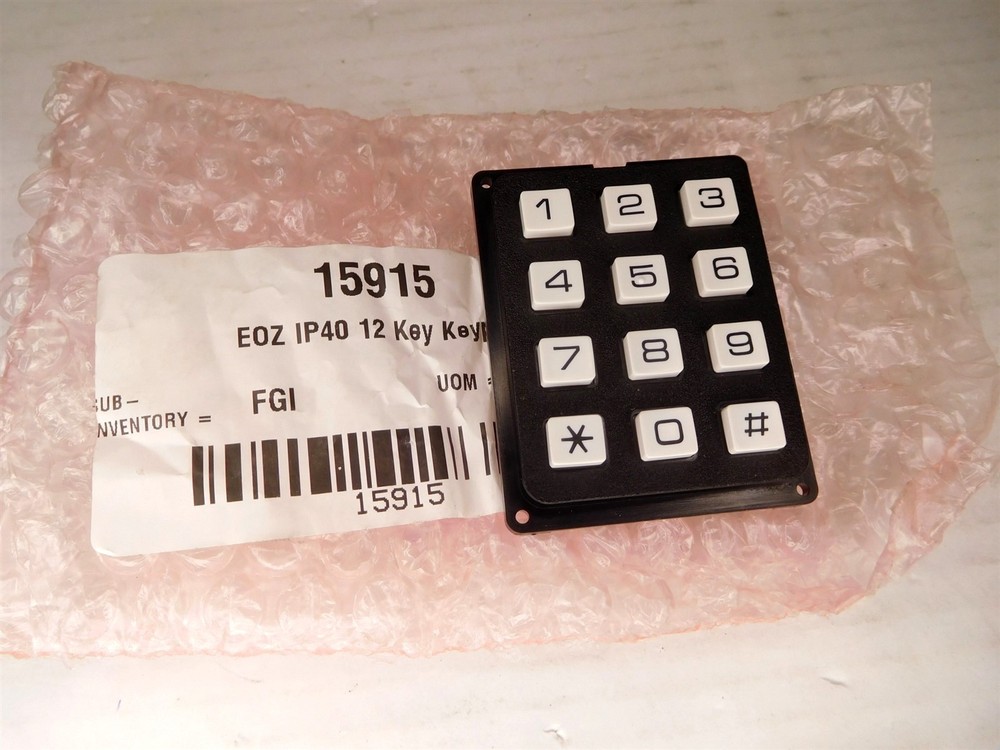 15915
EOZ IP40 12 Key Keyp
UOM =
SUB-
INVENTORY = FGI
15915
1 2 3
4 5 6
7 8 9
* 0 #